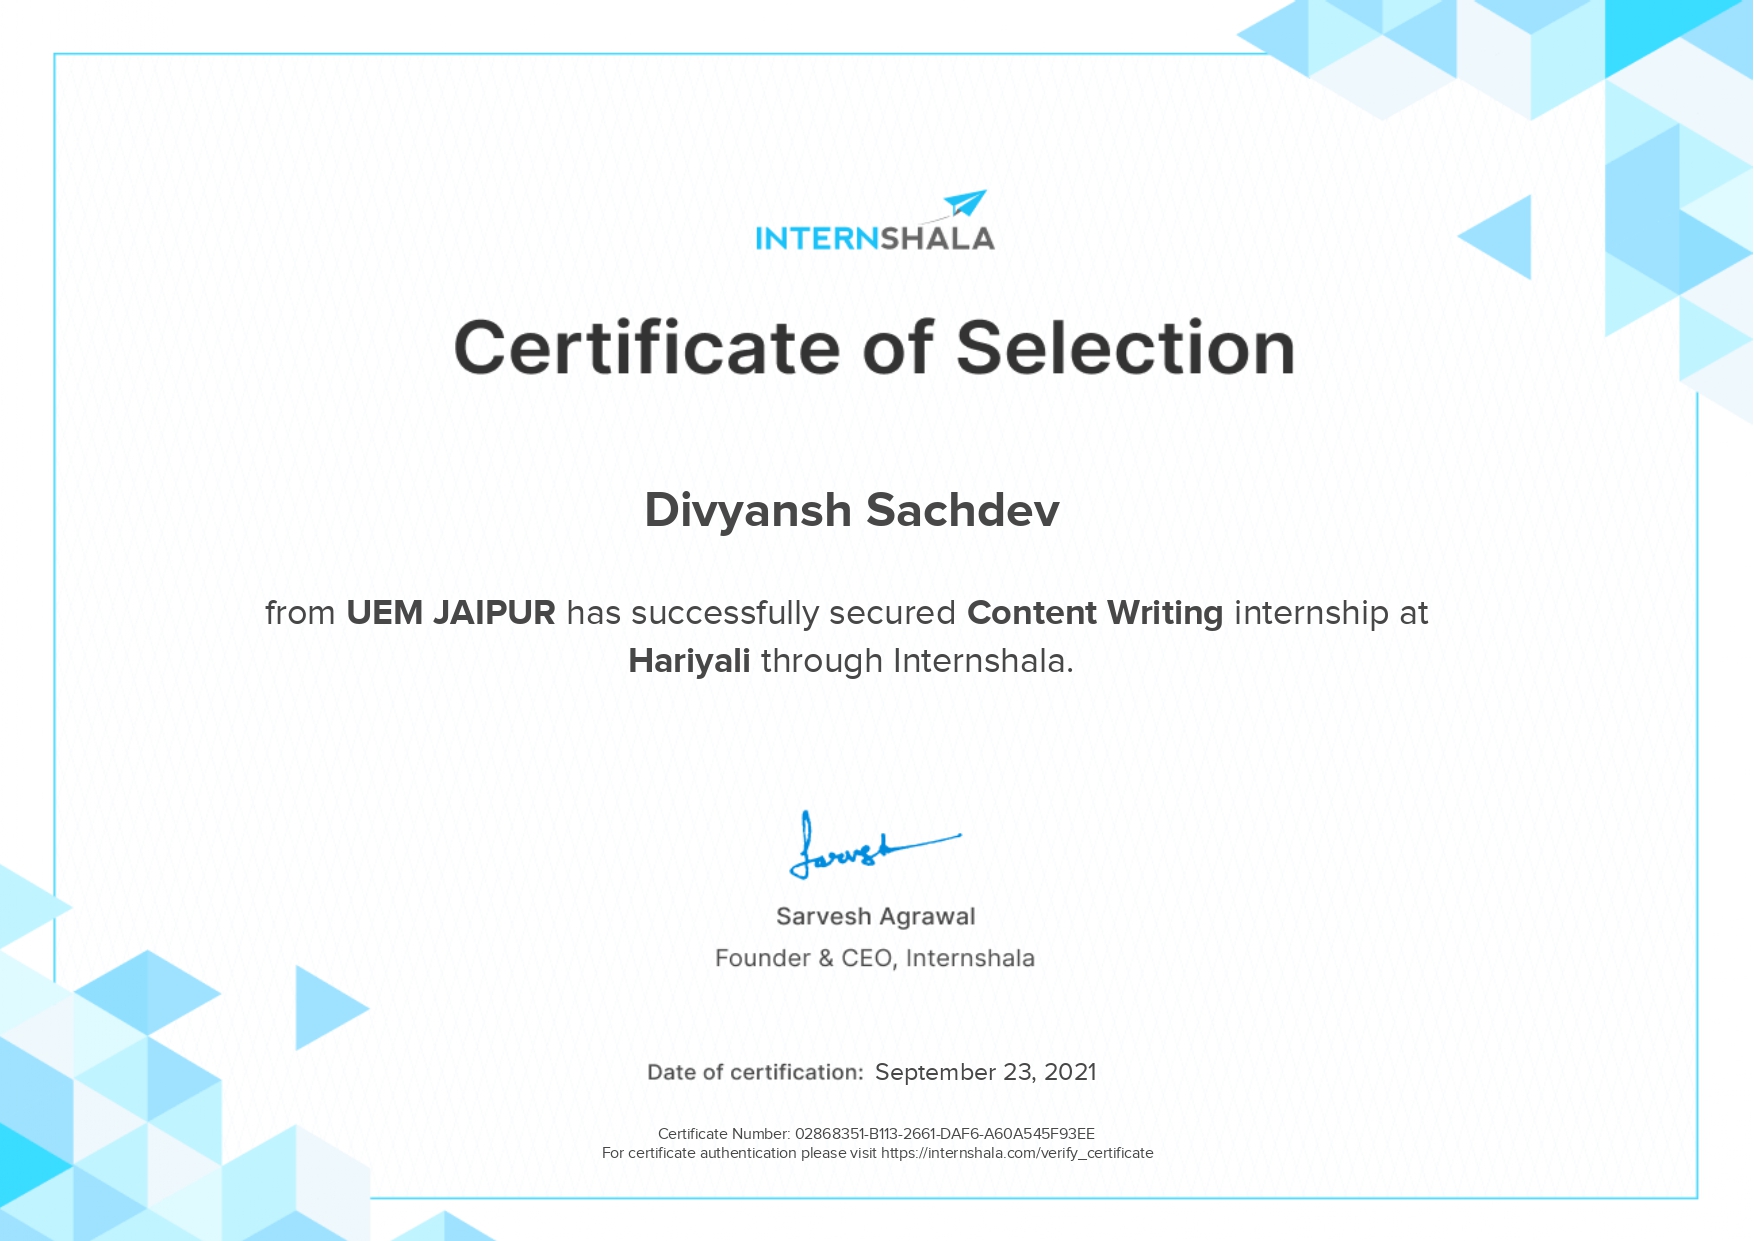 INTERNSHALA
Certificate of Selection
Divyansh Sachdev
from UEM JAIPUR has successfully secured Content Writing internship at
Hariyali through Internshala.
Sarvesh
Sarvesh Agrawal
Founder & CEO, Internshala
Date of certification: September 23, 2021
Certificate Number: 02868351-B113-2661-DAF6-A60A545F93EE
For certificate authentication please visit https://internshala.com/verify_certificate